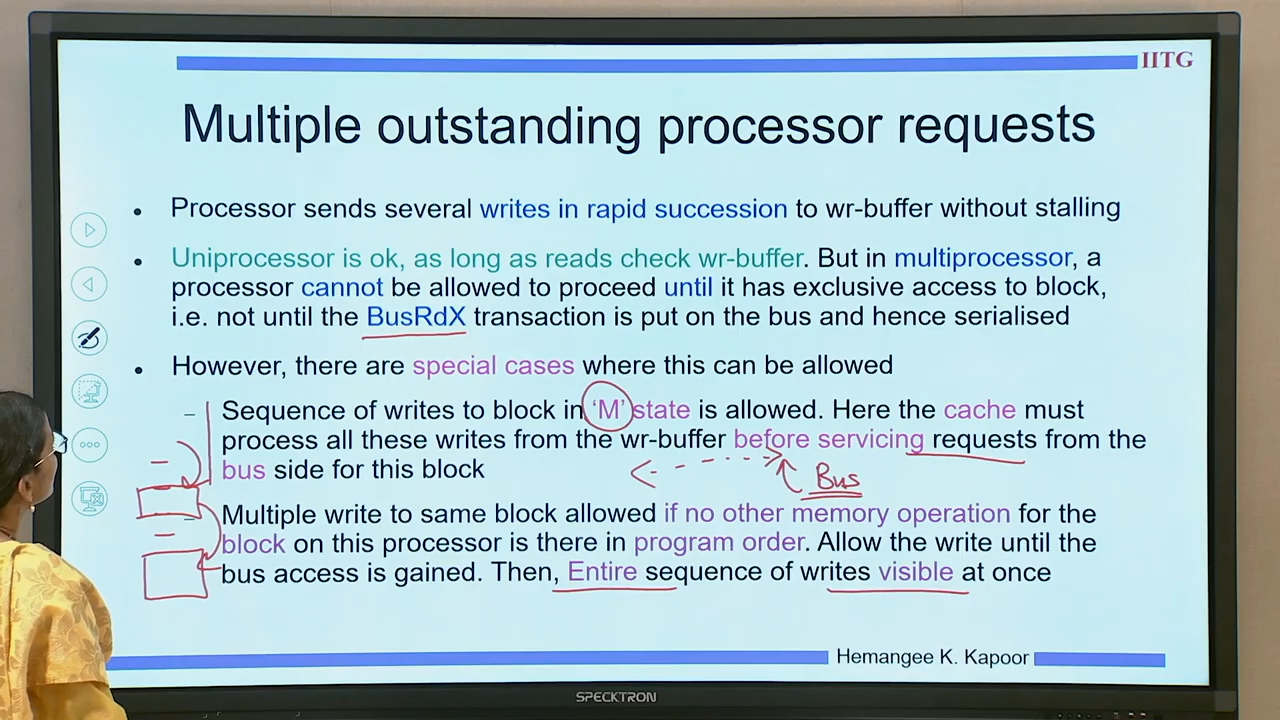 IITG
Multiple outstanding processor requests
• Processor sends several writes in rapid succession to wr-buffer without stalling
• Uniprocessor is ok, as long as reads check wr-buffer. But in multiprocessor, a
processor cannot be allowed to proceed until it has exclusive access to block,
i.e. not until the BusRdX transaction is put on the bus and hence serialised
• However, there are special cases where this can be allowed
– Sequence of writes to block in ‘M’ state is allowed. Here the cache must
process all these writes from the wr-buffer before servicing requests from the
bus side for this block
Bus
– Multiple write to same block allowed if no other memory operation for the
block on this processor is there in program order. Allow the write until the
bus access is gained. Then, Entire sequence of writes visible at once
Hemangee K. Kapoor
SPECKTRON